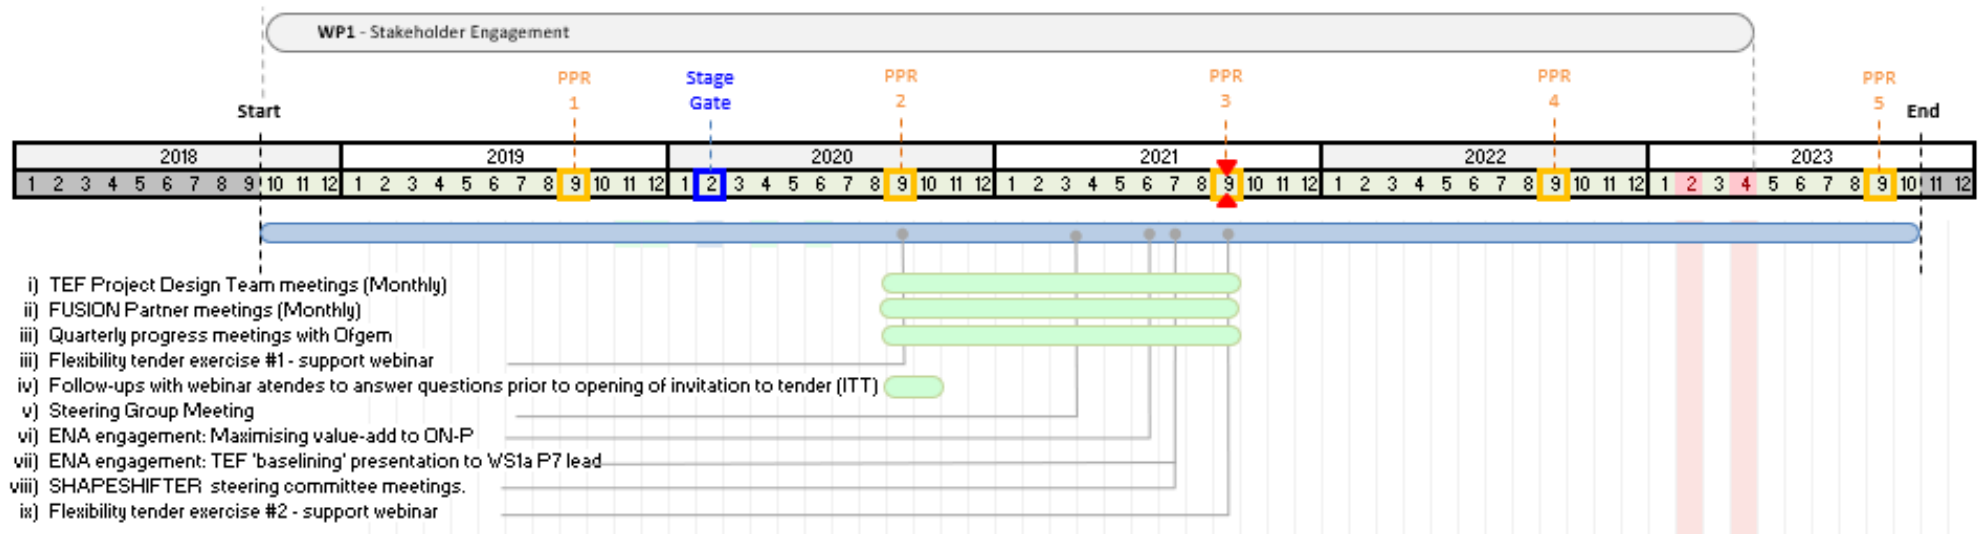 WP1 - Stakeholder Engagement
PPR 1
Stage Gate
PPR 2
PPR 3
PPR 4
PPR 5
Start
End
2018 2019 2020 2021 2022 2023
1 2 3 4 5 6 7 8 9 10 11 12 1 2 3 4 5 6 7 8 9 10 11 12 1 2 3 4 5 6 7 8 9 10 11 12 1 2 3 4 5 6 7 8 9 10 11 12 1 2 3 4 5 6 7 8 9 10 11 12 1 2 3 4 5 6 7 8 9 10 11 12
i) TEF Project Design Team meetings (Monthly)
ii) FUSION Partner meetings (Monthly)
iii) Quarterly progress meetings with Ofgem
iii) Flexibility tender exercise #1 - support webinar
iv) Follow-ups with webinar atendes to answer questions prior to opening of invitation to tender (ITT)
v) Steering Group Meeting
vi) ENA engagement: Maximising value-add to ON-P
vii) ENA engagement: TEF 'baselining' presentation to WS1a P7 lead
viii) SHAPESHIFTER steering committee meetings.
ix) Flexibility tender exercise #2 - support webinar